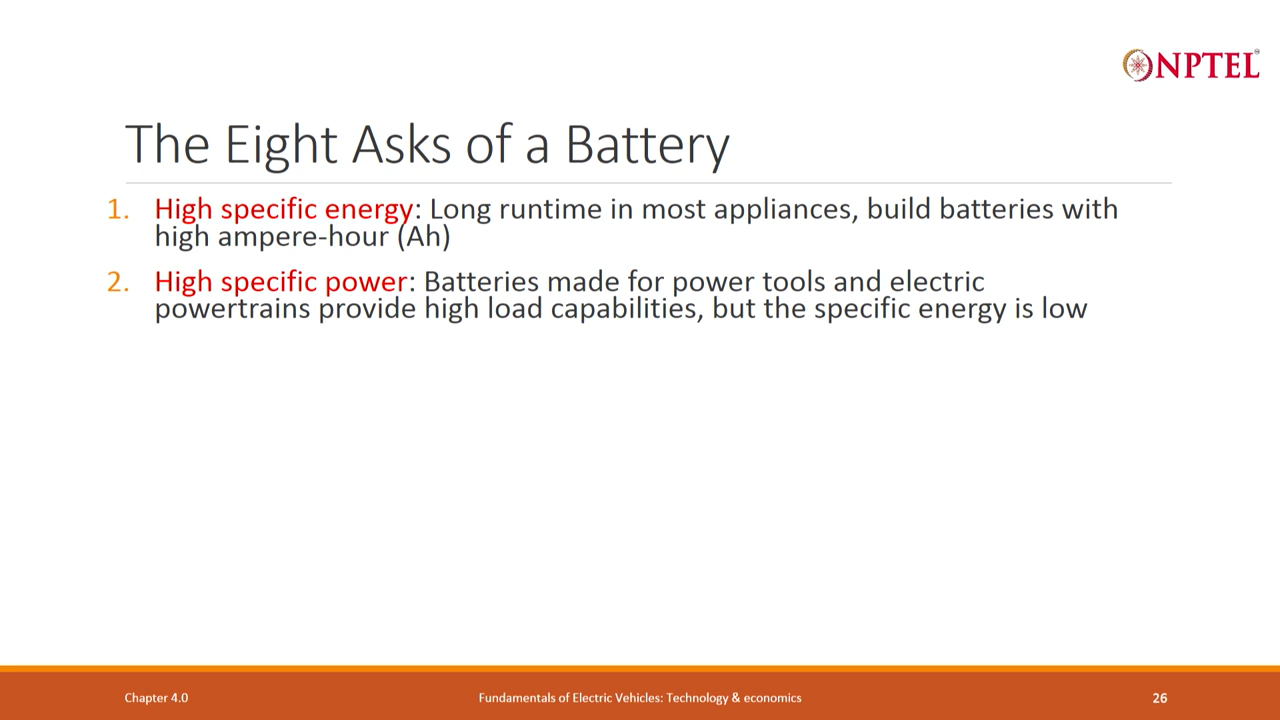 NPTEL
The Eight Asks of a Battery
1. High specific energy: Long runtime in most appliances, build batteries with
high ampere-hour (Ah)
2. High specific power: Batteries made for power tools and electric
powertrains provide high load capabilities, but the specific energy is low
Chapter 4.0
Fundamentals of Electric Vehicles: Technology & economics
26